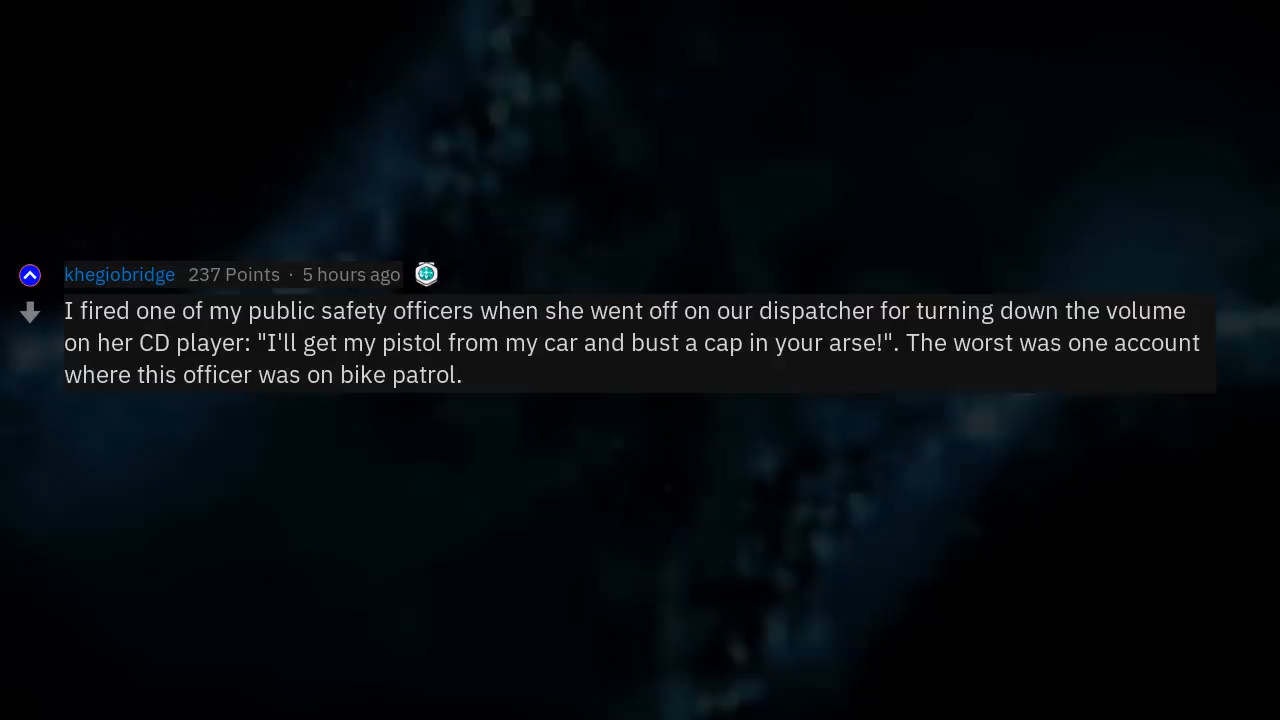 khegiobridge 237 Points · 5 hours ago
I fired one of my public safety officers when she went off on our dispatcher for turning down the volume
on her CD player: "I'll get my pistol from my car and bust a cap in your arse!". The worst was one account
where this officer was on bike patrol.